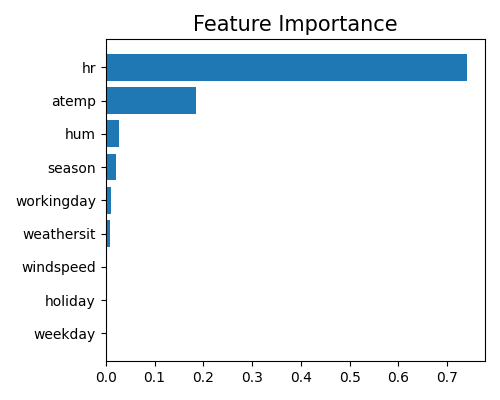 Feature Importance
hr
atemp
hum
season
workingday
weathersit
windspeed
holiday
weekday
0.0 0.1 0.2 0.3 0.4 0.5 0.6 0.7